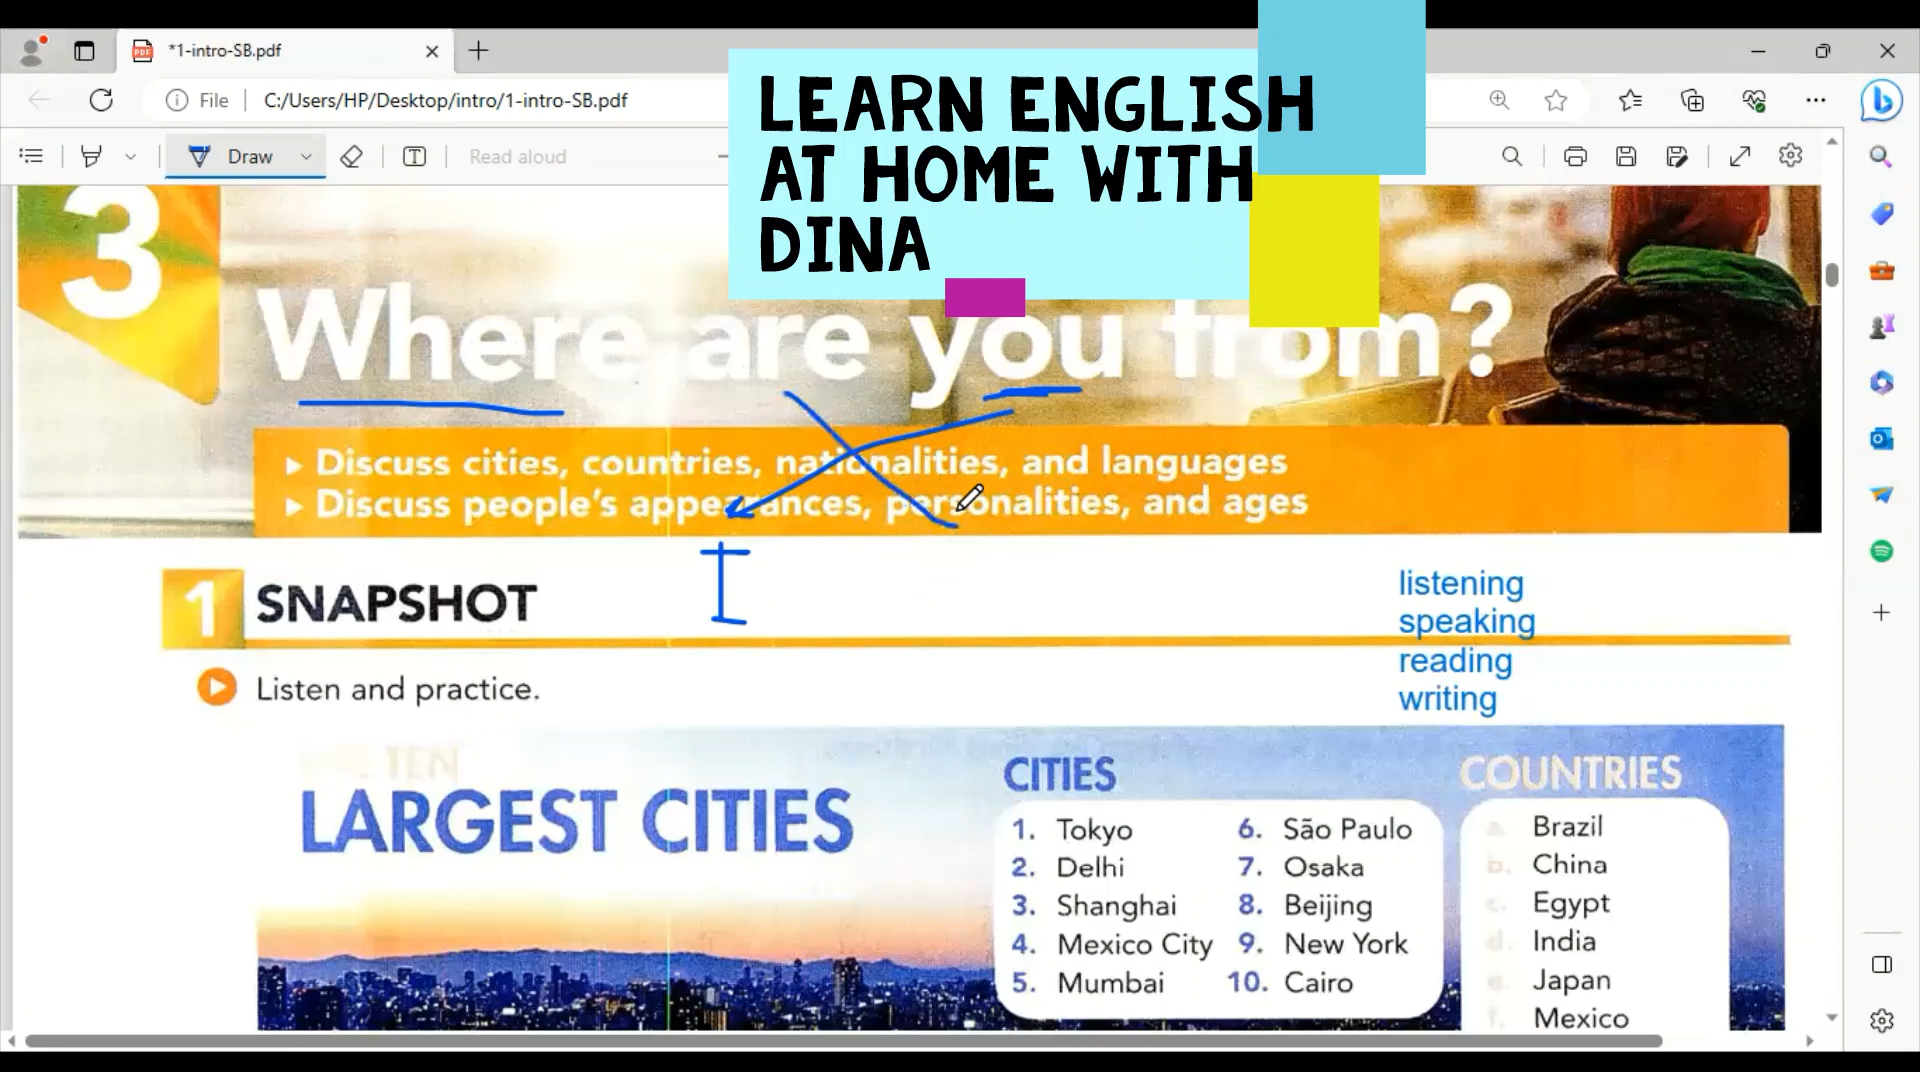 *1-intro-SB.pdf
File
C:/Users/HP/Desktop/intro/1-intro-SB.pdf
LEARN ENGLISH
AT HOME WITH
DINA
Draw
Read aloud
3
Where are you from?
▸ Discuss cities, countries, nationalities, and languages
▸ Discuss people's appearances, personalities, and ages
I
1 SNAPSHOT
Listen and practice.
listening
speaking
reading
writing
TEN
LARGEST CITIES
CITIES
1. Tokyo
2. Delhi
3. Shanghai
4. Mexico City
5. Mumbai
6. São Paulo
7. Osaka
8. Beijing
9. New York
10. Cairo
COUNTRIES
a. Brazil
b. China
c. Egypt
d. India
e. Japan
f. Mexico